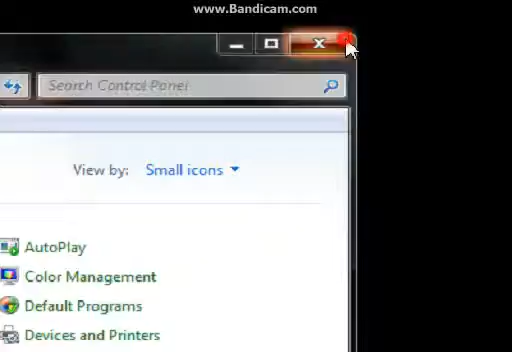 www.Bandicam.com
Search Control Panel
View by: Small icons
AutoPlay
Color Management
Default Programs
Devices and Printers